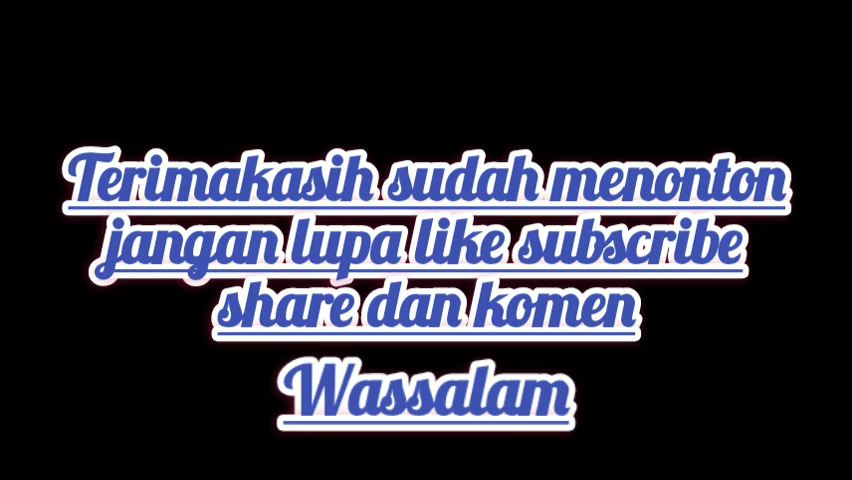 Terimakasih sudah menonton
jangan lupa like subscribe
share dan komen
Wassalam